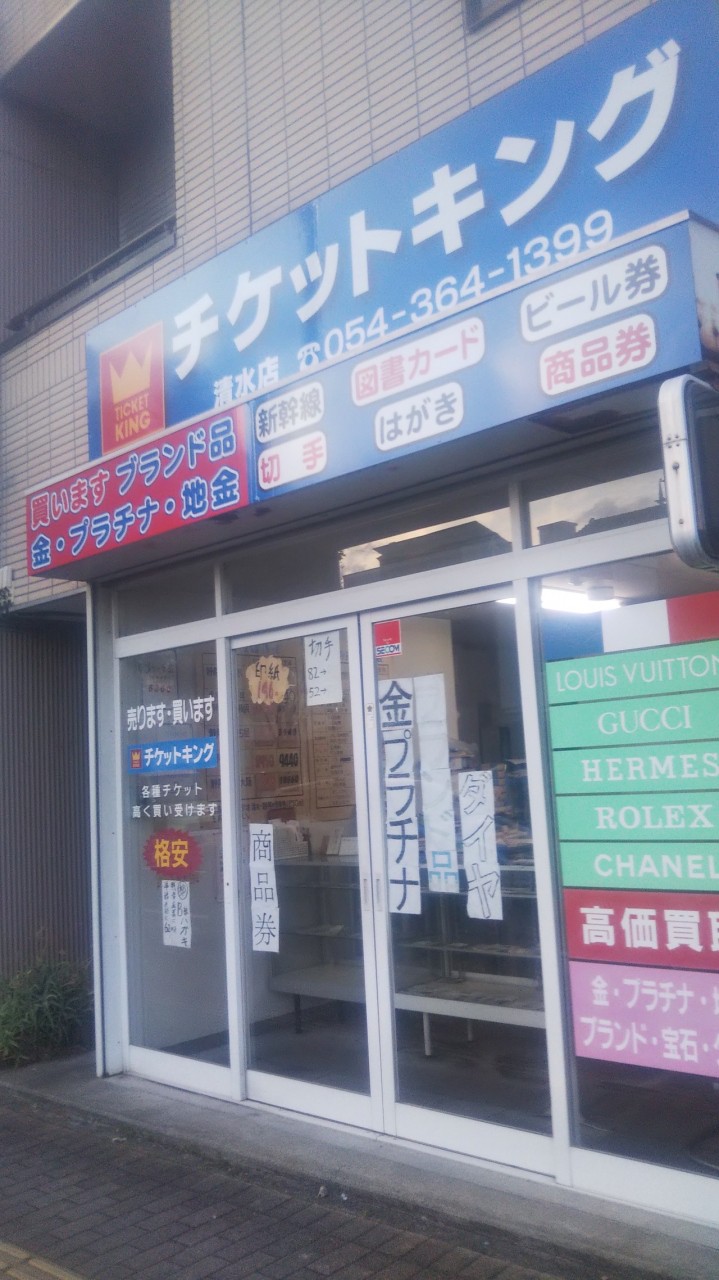 チケットキング
TICKET
KING
清水店 ☎054-364-1399
新幹線
図書カード
ビール券
切手
はがき
商品券
買います ブランド品
金・プラチナ・地金
売ります・買います
チケットキング
各種チケット
高く買い受けます
格安
印紙
切手
82→
52→
SECOM
商品券
金プラチナ
ダイヤ
LOUIS VUITTON
GUCCI
HERMES
ROLEX
CHANEL
高価買
金・プラチナ・
ブランド・宝石・